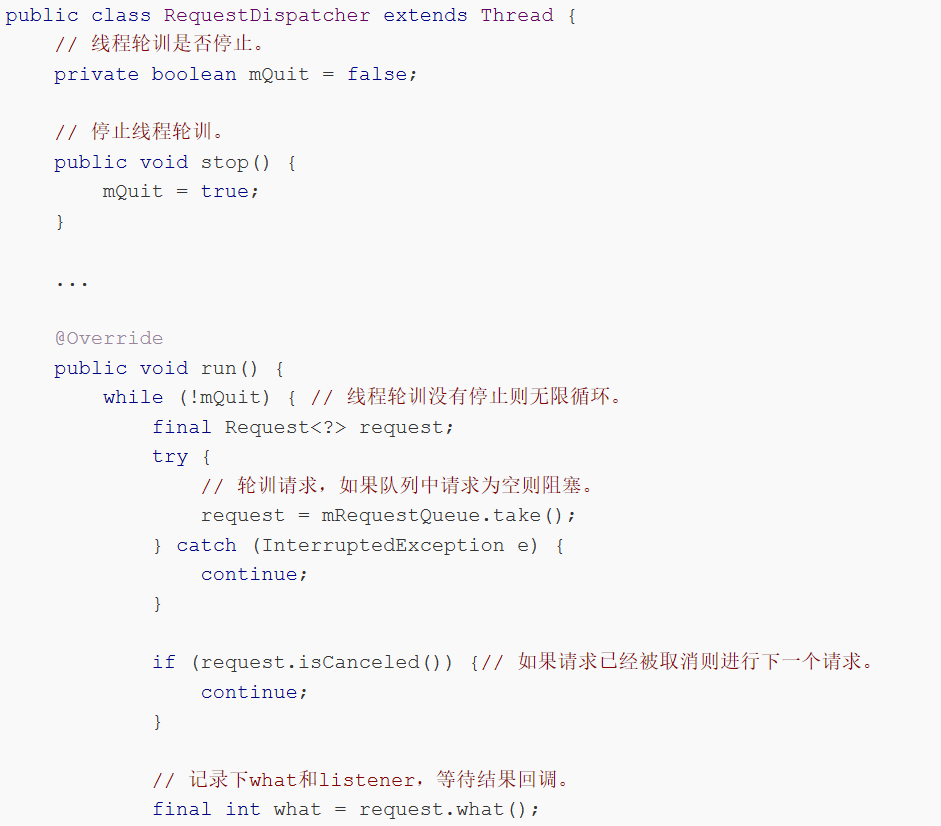 public class RequestDispatcher extends Thread {
    // 线程轮训是否停止。
    private boolean mQuit = false;

    // 停止线程轮训。
    public void stop() {
        mQuit = true;
    }

    ...

    @Override
    public void run() {
        while (!mQuit) { // 线程轮训没有停止则无限循环。
            final Request<?> request;
            try {
                // 轮训请求，如果队列中请求为空则阻塞。
                request = mRequestQueue.take();
            } catch (InterruptedException e) {
                continue;
            }

            if (request.isCanceled()) {// 如果请求已经被取消则进行下一个请求。
                continue;
            }

            // 记录下what和listener，等待结果回调。
            final int what = request.what();